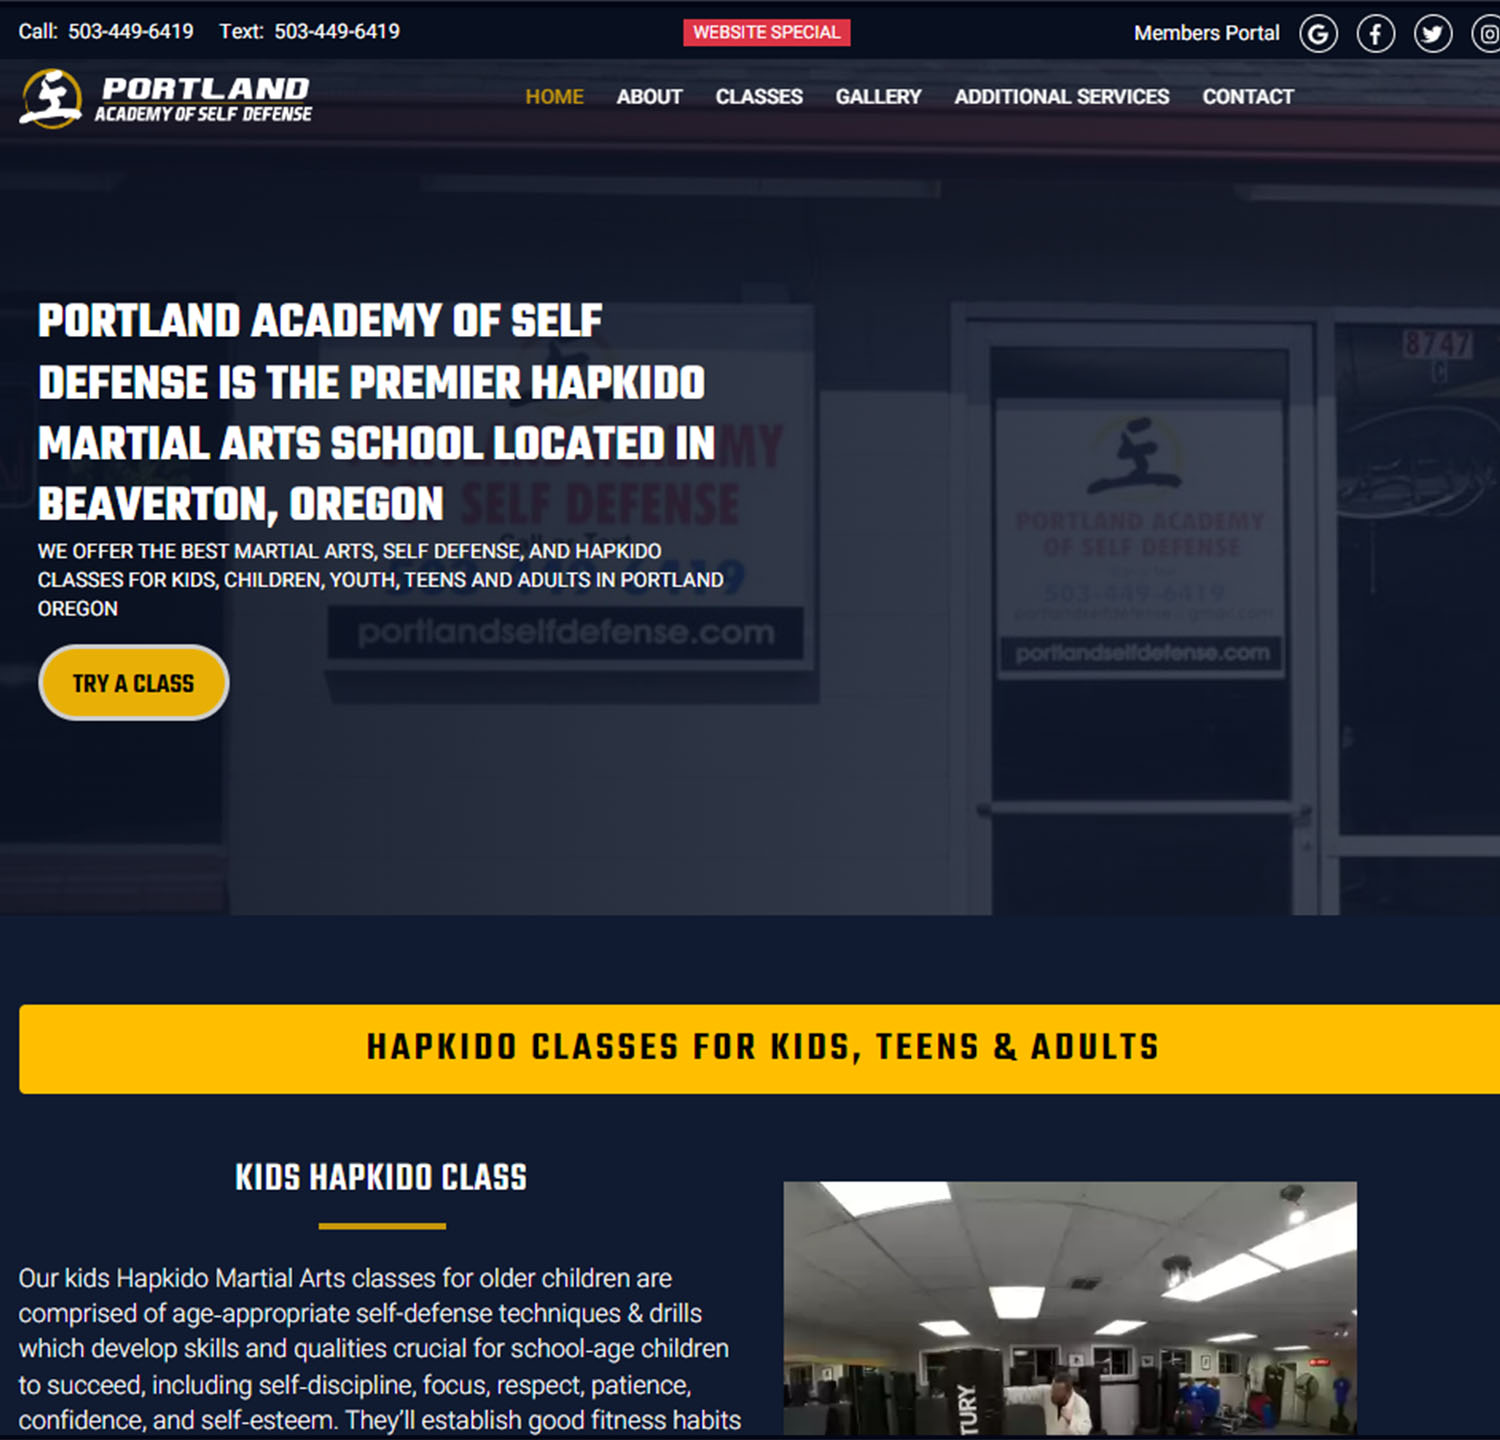 Call: 503-449-6419 Text: 503-449-6419
WEBSITE SPECIAL
Members Portal
PORTLAND
ACADEMY OF SELF DEFENSE
HOME ABOUT CLASSES GALLERY ADDITIONAL SERVICES CONTACT
PORTLAND ACADEMY OF SELF
DEFENSE IS THE PREMIER HAPKIDO
MARTIAL ARTS SCHOOL LOCATED IN
BEAVERTON, OREGON
WE OFFER THE BEST MARTIAL ARTS, SELF DEFENSE, AND HAPKIDO
CLASSES FOR KIDS, CHILDREN, YOUTH, TEENS AND ADULTS IN PORTLAND
OREGON
TRY A CLASS
SELF DEFENSE
portlandselfdefense.com
8747
C
PORTLAND ACADEMY
OF SELF DEFENSE
503-449-6419
portlandselfdefense.com
HAPKIDO CLASSES FOR KIDS, TEENS & ADULTS
KIDS HAPKIDO CLASS
Our kids Hapkido Martial Arts classes for older children are
comprised of age-appropriate self-defense techniques & drills
which develop skills and qualities crucial for school-age children
to succeed, including self-discipline, focus, respect, patience,
confidence, and self-esteem. They'll establish good fitness habits
TURY